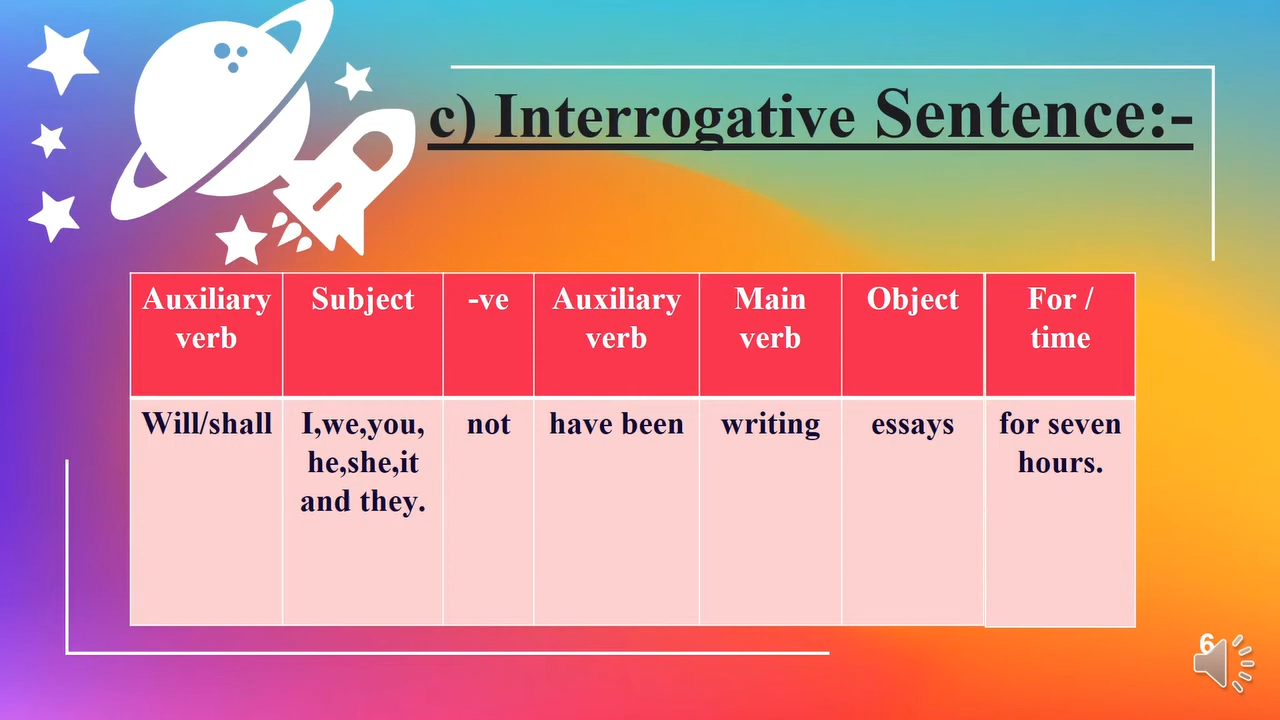 c) Interrogative Sentence:-
Auxiliary verb	Subject	-ve	Auxiliary verb	Main verb	Object	For / time
Will/shall	I,we,you, he,she,it and they.	not	have been	writing	essays	for seven hours.
6